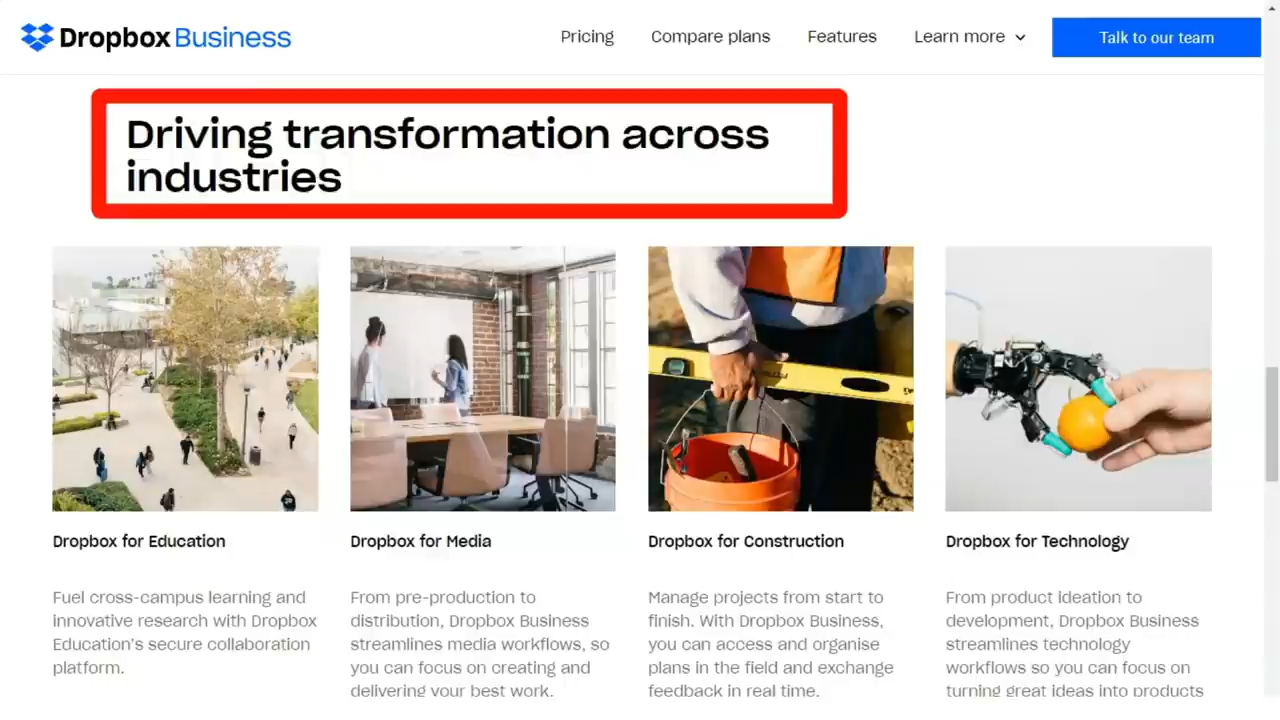 Dropbox Business
Pricing
Compare plans
Features
Learn more
Talk to our team
Driving transformation across
industries
Dropbox for Education
Fuel cross-campus learning and
innovative research with Dropbox
Education's secure collaboration
platform.
Dropbox for Media
From pre-production to
distribution, Dropbox Business
streamlines media workflows, so
you can focus on creating and
delivering your best work.
Dropbox for Construction
Manage projects from start to
finish. With Dropbox Business,
you can access and organise
plans in the field and exchange
feedback in real time.
Dropbox for Technology
From product ideation to
development, Dropbox Business
streamlines technology
workflows so you can focus on
turning great ideas into products